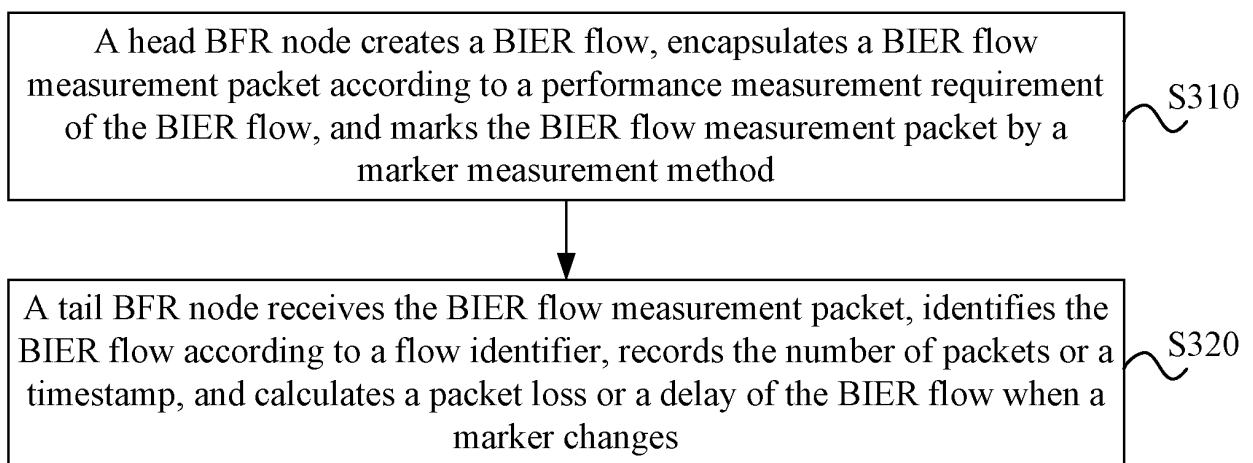 A head BFR node creates a BIER flow, encapsulates a BIER flow
measurement packet according to a performance measurement requirement
of the BIER flow, and marks the BIER flow measurement packet by a
marker measurement method
S310
A tail BFR node receives the BIER flow measurement packet, identifies the
BIER flow according to a flow identifier, records the number of packets or a
timestamp, and calculates a packet loss or a delay of the BIER flow when a
marker changes
S320